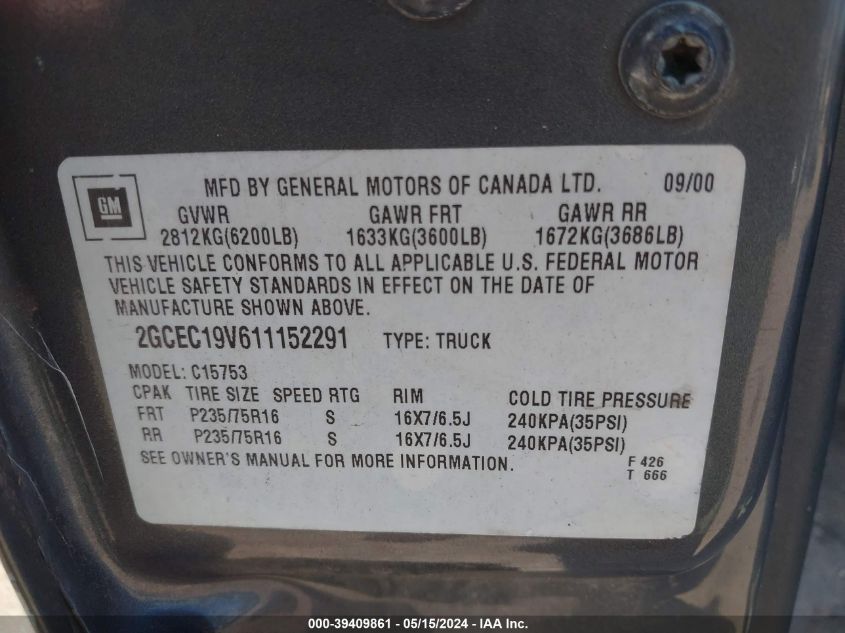 MFD BY GENERAL MOTORS OF CANADA LTD. 09/00
GM
GVWR GAWR FRT GAWR RR
2812KG(6200LB) 1633KG(3600LB) 1672KG(3686LB)
THIS VEHICLE CONFORMS TO ALL APPLICABLE U.S. FEDERAL MOTOR
VEHICLE SAFETY STANDARDS IN EFFECT ON THE DATE OF
MANUFACTURE SHOWN ABOVE.
2GCEC19V611152291 TYPE: TRUCK
MODEL: C15753
CPAK TIRE SIZE SPEED RTG RIM COLD TIRE PRESSURE
FRT P235/75R16 S 16X7/6.5J 240KPA(35PSI)
RR P235/75R16 S 16X7/6.5J 240KPA(35PSI)
SEE OWNER'S MANUAL FOR MORE INFORMATION.
F 426
T 666
000-39409861 - 05/15/2024 - IAA Inc.